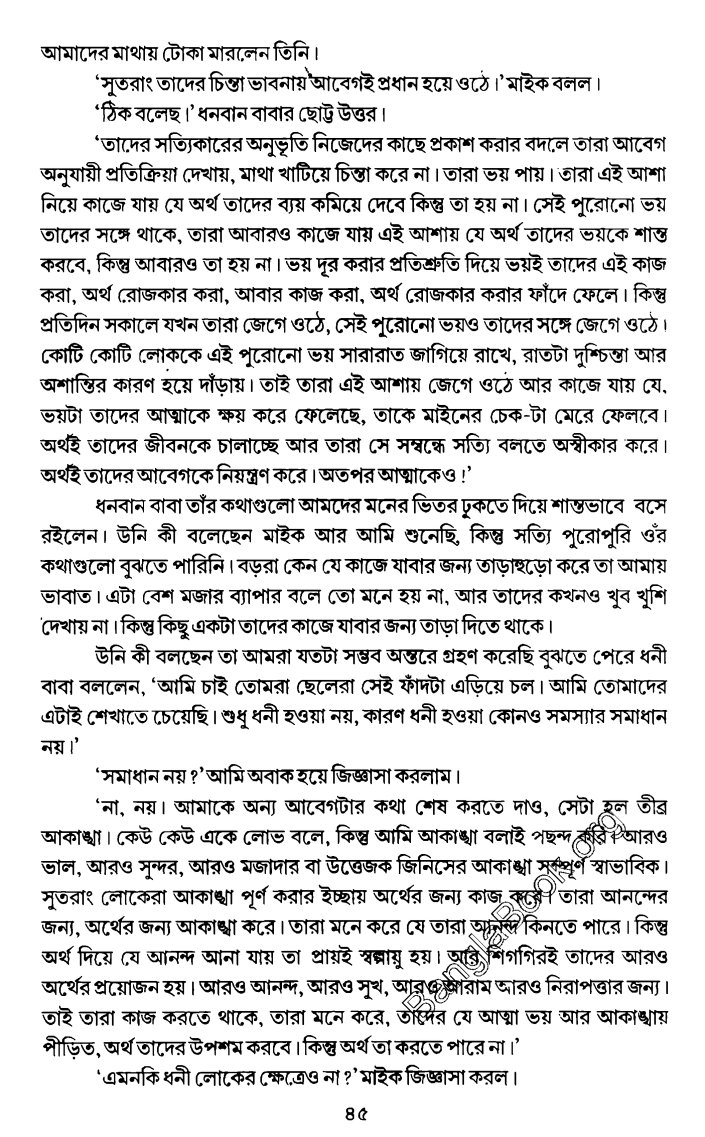 আমাদের মাথায় টোকা মারলেন তিনি।
‘সুতরাং তাদের চিন্তা ভাবনায় আবেগই প্রধান হয়ে ওঠে।’ মাইক বলল।
‘ঠিক বলেছ।’ ধনবান বাবার ছোট্ট উত্তর।
‘তাদের সত্যিকারের অনুভূতি নিজেদের কাছে প্রকাশ করার বদলে তারা আবেগ
অনুযায়ী প্রতিক্রিয়া দেখায়, মাথা খাটিয়ে চিন্তা করে না। তারা ভয় পায়। তারা এই আশা
নিয়ে কাজে যায় যে অর্থ তাদের ব্যয় কমিয়ে দেবে কিন্তু তা হয় না। সেই পুরোনো ভয়
তাদের সঙ্গে থাকে, তারা আবারও কাজে যায় এই আশায় যে অর্থ তাদের ভয়কে শান্ত
করবে, কিন্তু আবারও তা হয় না। ভয় দূর করার প্রতিশ্রুতি দিয়ে ভয়ই তাদের এই কাজ
করা, অর্থ রোজকার করা, আবার কাজ করা, অর্থ রোজকার করার ফাঁদে ফেলে। কিন্তু
প্রতিদিন সকালে যখন তারা জেগে ওঠে, সেই পুরোনো ভয়ও তাদের সঙ্গে জেগে ওঠে।
কোটি কোটি লোককে এই পুরোনো ভয় সারারাত জাগিয়ে রাখে, রাতটা দুশ্চিন্তা আর
অশান্তির কারণ হয়ে দাঁড়ায়। তাই তারা এই আশায় জেগে ওঠে আর কাজে যায় যে,
ভয়টা তাদের আত্মাকে ক্ষয় করে ফেলেছে, তাকে মাইনের চেক-টা মেরে ফেলবে।
অর্থই তাদের জীবনকে চালাচ্ছে আর তারা সে সম্বন্ধে সত্যি বলতে অস্বীকার করে।
অর্থই তাদের আবেগকে নিয়ন্ত্রণ করে। অতপর আত্মাকেও।’
ধনবান বাবা তাঁর কথাগুলো আমদের মনের ভিতর ঢুকতে দিয়ে শান্তভাবে বসে
রইলেন। উনি কী বলেছেন মাইক আর আমি শুনেছি, কিন্তু সত্যি পুরোপুরি ওঁর
কথাগুলো বুঝতে পারিনি। বড়রা কেন যে কাজে যাবার জন্য তাড়াহুড়ো করে তা আমায়
ভাবাত। এটা বেশ মজার ব্যাপার বলে তো মনে হয় না, আর তাদের কখনও খুব খুশি
দেখায় না। কিন্তু কিছু একটা তাদের কাজে যাবার জন্য তাড়া দিতে থাকে।
উনি কী বলছেন তা আমরা যতটা সম্ভব অন্তরে গ্রহণ করেছি বুঝতে পেরে ধনী
বাবা বললেন, ‘আমি চাই তোমরা ছেলেরা সেই ফাঁদটা এড়িয়ে চল। আমি তোমাদের
এটাই শেখাতে চেয়েছি। শুধু ধনী হওয়া নয়, কারণ ধনী হওয়া কোনও সমস্যার সমাধান
নয়।’
‘সমাধান নয়?’ আমি অবাক হয়ে জিজ্ঞাসা করলাম।
‘না, নয়। আমাকে অন্য আবেগটার কথা শেষ করতে দাও, সেটা হল তীব্র
আকাঙ্খা। কেউ কেউ একে লোভ বলে, কিন্তু আমি আকাঙ্খা বলাই পছন্দ করি। আরও
ভাল, আরও সুন্দর, আরও মজাদার বা উত্তেজক জিনিসের আকাঙ্খা সম্পূর্ণ স্বাভাবিক।
সুতরাং লোকেরা আকাঙ্খা পূর্ণ করার ইচ্ছায় অর্থের জন্য কাজ করে। তারা আনন্দের
জন্য, অর্থের জন্য আকাঙ্খা করে। তারা মনে করে যে তারা আনন্দ কিনতে পারে। কিন্তু
অর্থ দিয়ে যে আনন্দ আনা যায় তা প্রায়ই স্বল্পায়ু হয়। আর শিগগিরই তাদের আরও
অর্থের প্রয়োজন হয়। আরও আনন্দ, আরও সুখ, আরও আরাম আরও নিরাপত্তার জন্য।
তাই তারা কাজ করতে থাকে, তারা মনে করে, তাদের যে আত্মা ভয় আর আকাঙ্খায়
পীড়িত, অর্থ তাদের উপশম করবে। কিন্তু অর্থ তা করতে পারে না।’
‘এমনকি ধনী লোকের ক্ষেত্রেও না?’ মাইক জিজ্ঞাসা করল।
৪৫
BanglaBook.org